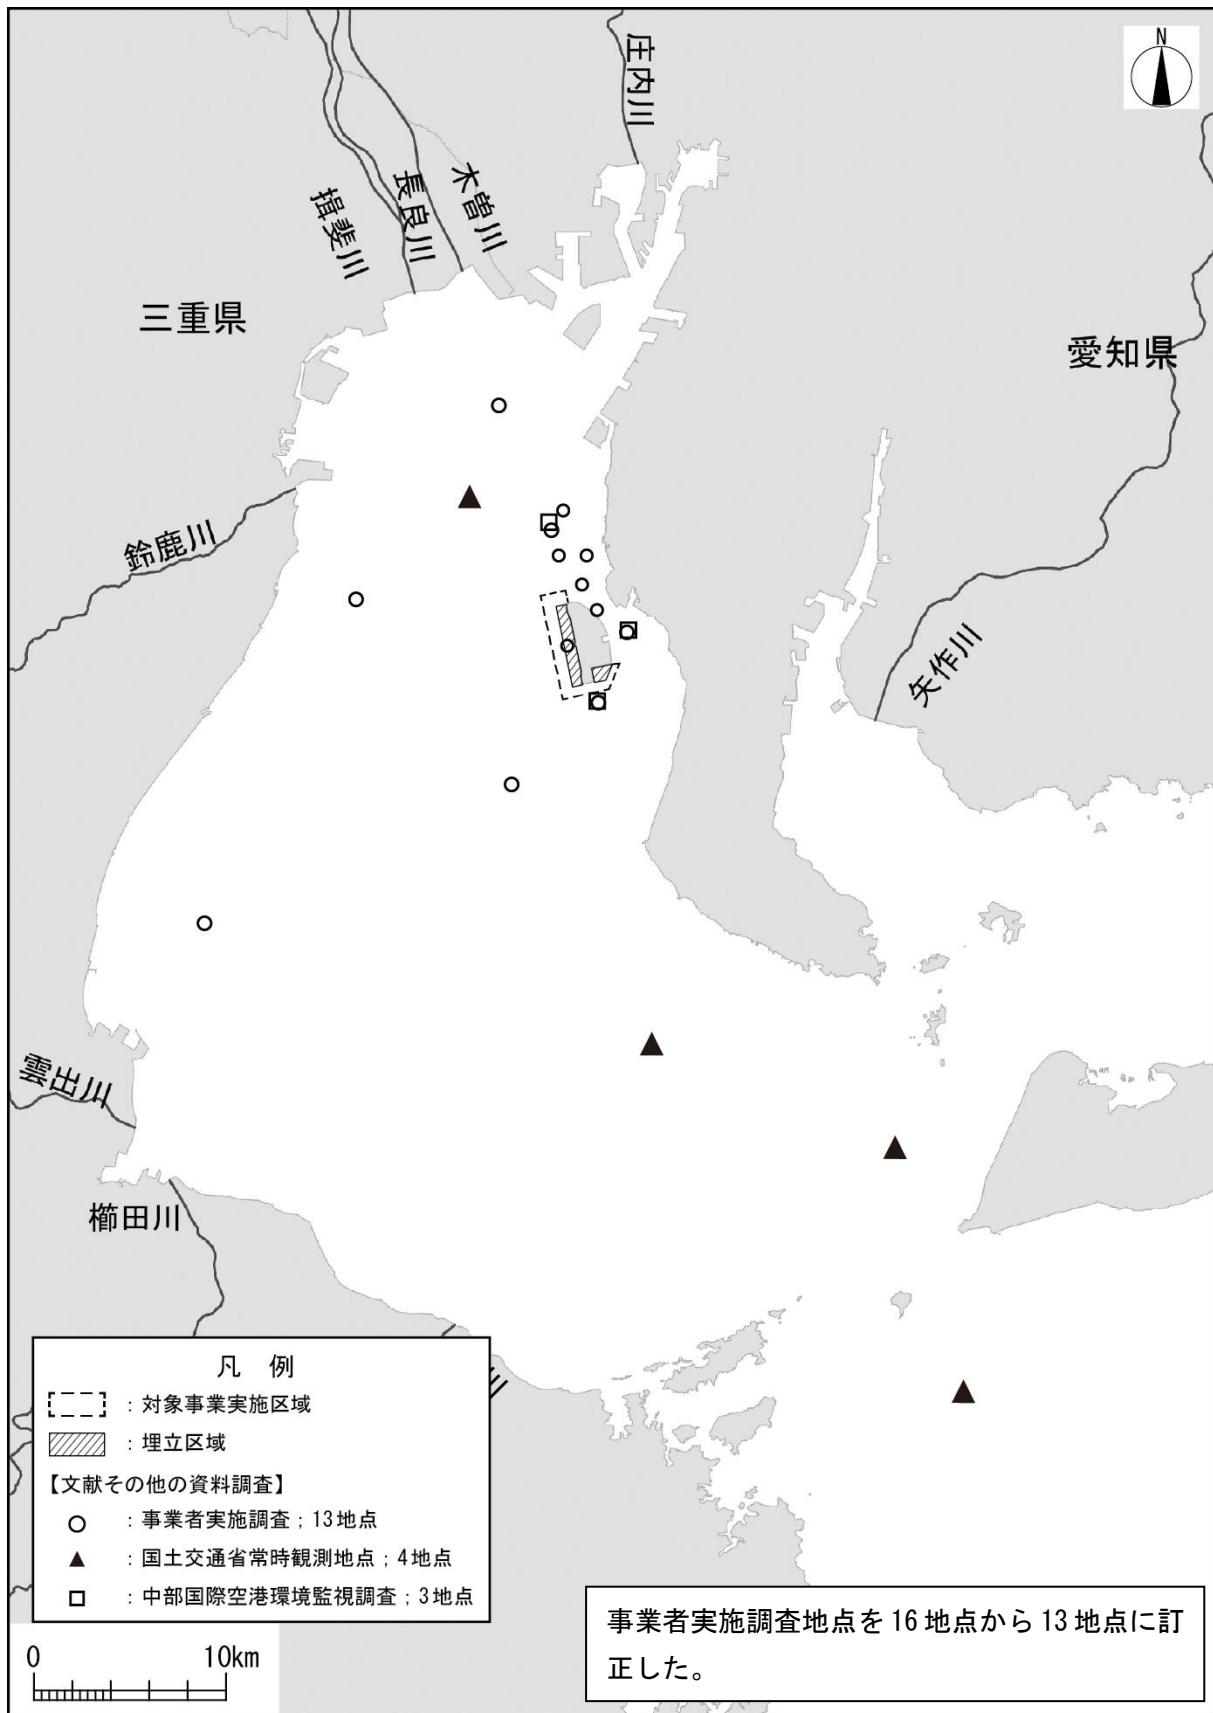 N
庄内川
木曽川
長良川
揖斐川
三重県
愛知県
鈴鹿川
矢作川
雲出川
櫛田川
川
凡 例
：対象事業実施区域
：埋立区域
【文献その他の資料調査】
：事業者実施調査；13地点
：国土交通省常時観測地点；4地点
：中部国際空港環境監視調査；3地点
0 10km
事業者実施調査地点を 16 地点から 13 地点に訂
正した。